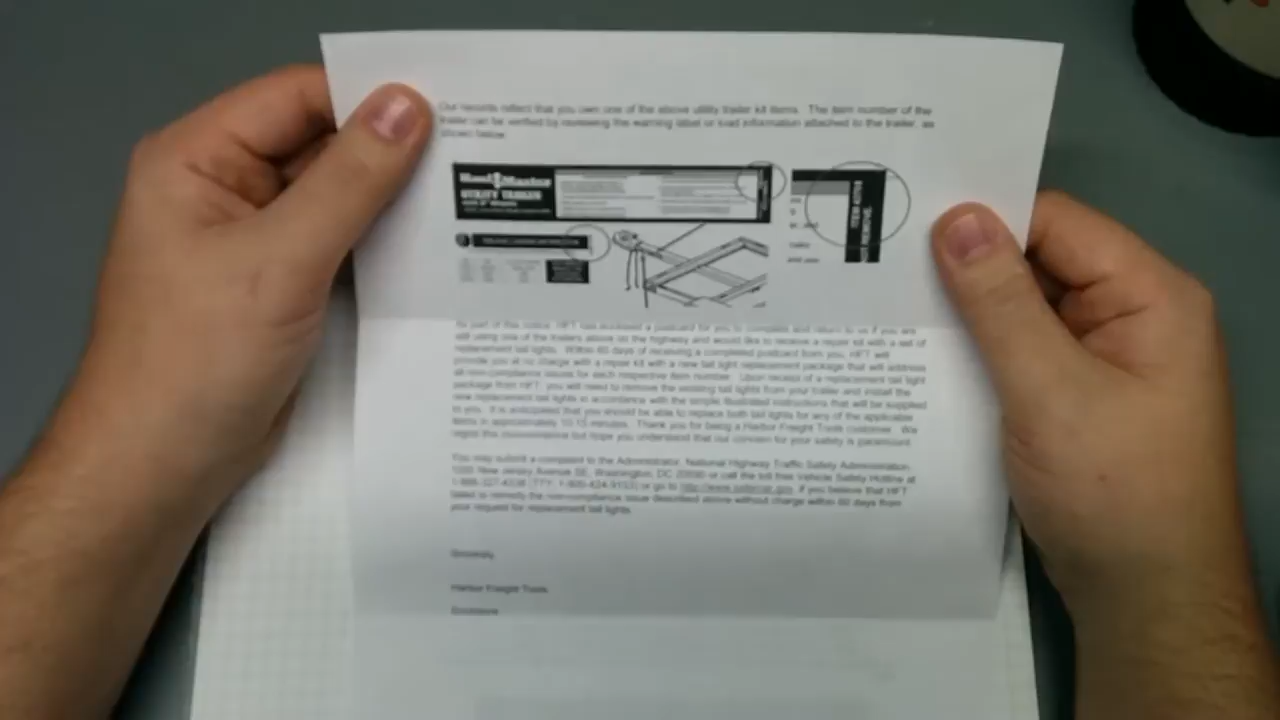 Our records reflect that you own one of the above utility trailer kit items. The item number of the
trailer can be verified by reviewing the warning label or load information attached to the trailer, as
shown below.
Haul Master
UTILITY TRAILER
As part of this notice, HFT has enclosed a postcard for you to complete and return to us if you are
still using one of the trailers above on the highway and would like to receive a repair kit with a set of
replacement tail lights. Within 60 days of receiving a completed postcard from you, HFT will
provide you at no charge with a repair kit with a new tail light replacement package that will address
all non-compliance issues for each respective item number. Upon receipt of a replacement tail light
package from HFT, you will need to remove the existing tail lights from your trailer and install the
new replacement tail lights in accordance with the simple illustrated instructions that will be supplied
to you. It is anticipated that you should be able to replace both tail lights for any of the applicable
items in approximately 10-15 minutes. Thank you for being a Harbor Freight Tools customer. We
regret this inconvenience but hope you understand that our concern for your safety is paramount.
You may submit a complaint to the Administrator, National Highway Traffic Safety Administration,
1200 New Jersey Avenue SE, Washington, DC 20590 or call the toll free Vehicle Safety Hotline at
1-888-327-4236 (TTY: 1-800-424-9153) or go to http://www.safercar.gov, if you believe that HFT
failed to remedy the non-compliance issue described above without charge within 60 days from
your request for replacement tail lights.
Sincerely,
Harbor Freight Tools
Enclosure